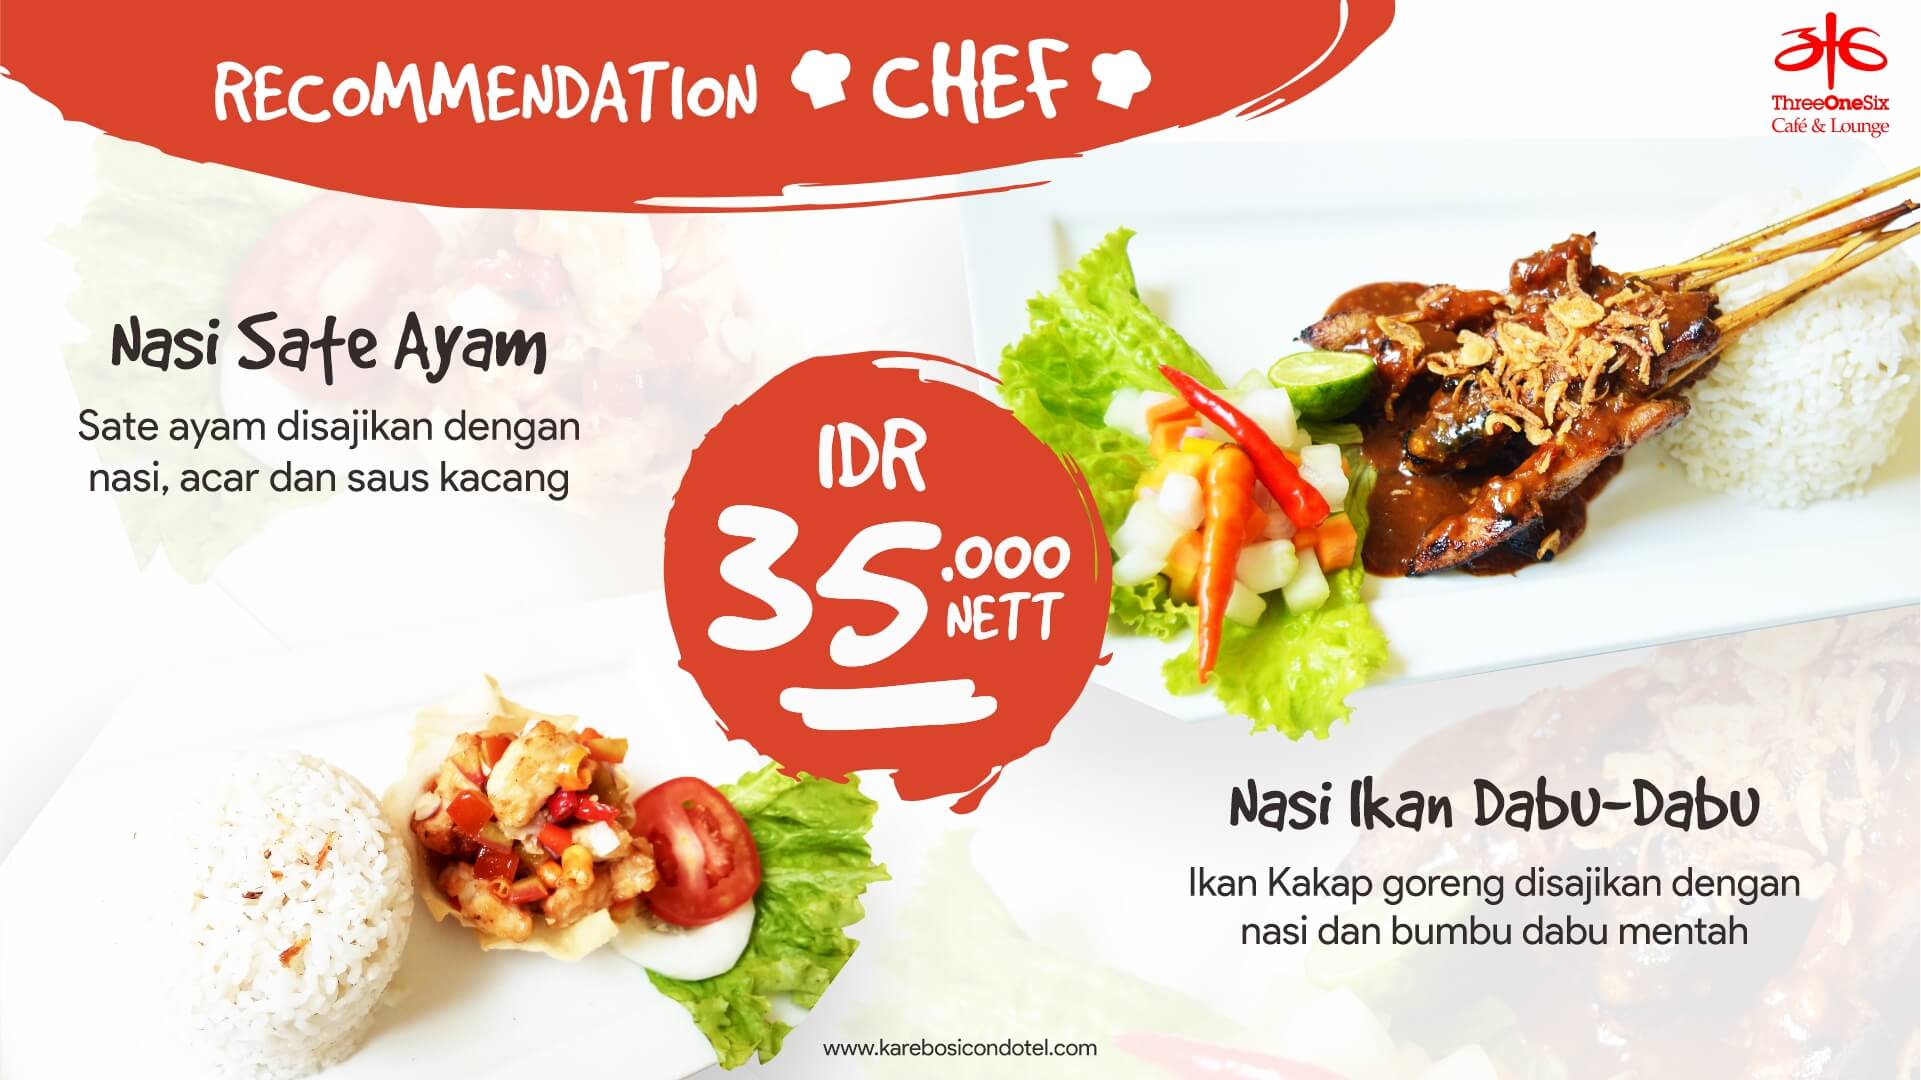 RECOMMENDATION CHEF
316
ThreeOneSix
Café & Lounge
Nasi Sate Ayam
Sate ayam disajikan dengan
nasi, acar dan saus kacang
IDR
35.000
NETT
Nasi Ikan Dabu-Dabu
Ikan Kakap goreng disajikan dengan
nasi dan bumbu dabu mentah
www.karebosicondotel.com